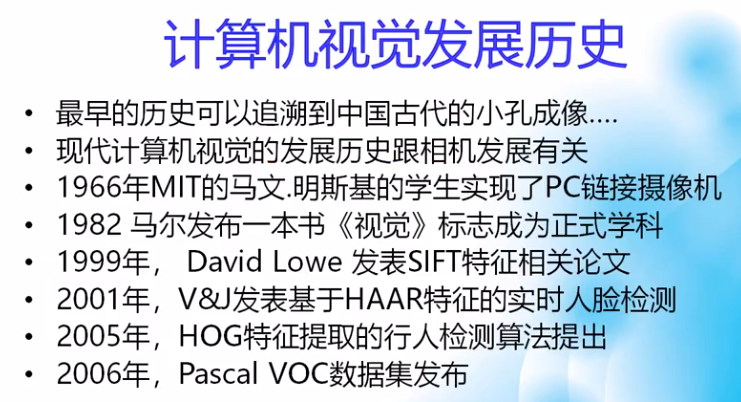 计算机视觉发展历史
• 最早的历史可以追溯到中国古代的小孔成像....
• 现代计算机视觉的发展历史跟相机发展有关
• 1966年MIT的马文.明斯基的学生实现了PC链接摄像机
• 1982 马尔发布一本书《视觉》标志成为正式学科
• 1999年， David Lowe 发表SIFT特征相关论文
• 2001年，V&J发表基于HAAR特征的实时人脸检测
• 2005年，HOG特征提取的行人检测算法提出
• 2006年，Pascal VOC数据集发布